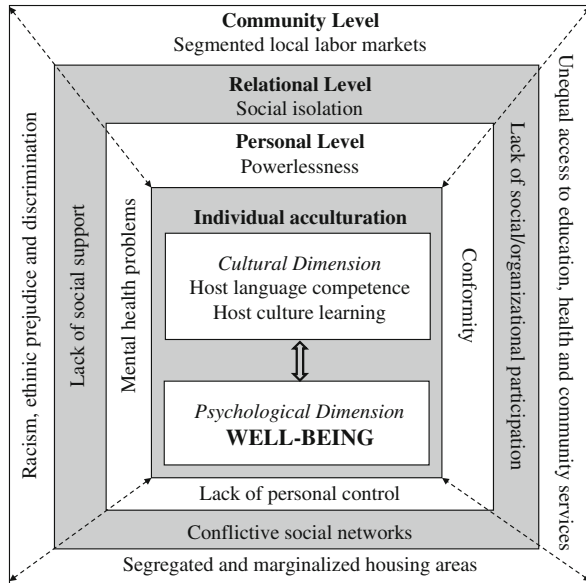 Community Level
Segmented local labor markets
Relational Level
Social isolation
Personal Level
Powerlessness
Individual acculturation
Cultural Dimension
Host language competence
Host culture learning
Psychological Dimension
WELL-BEING
Racism, ethinic prejudice and discrimination
Lack of social support
Mental health problems
Conformity
Lack of social/organizational participation
Unequal access to education, health and community services
Lack of personal control
Conflictive social networks
Segregated and marginalized housing areas